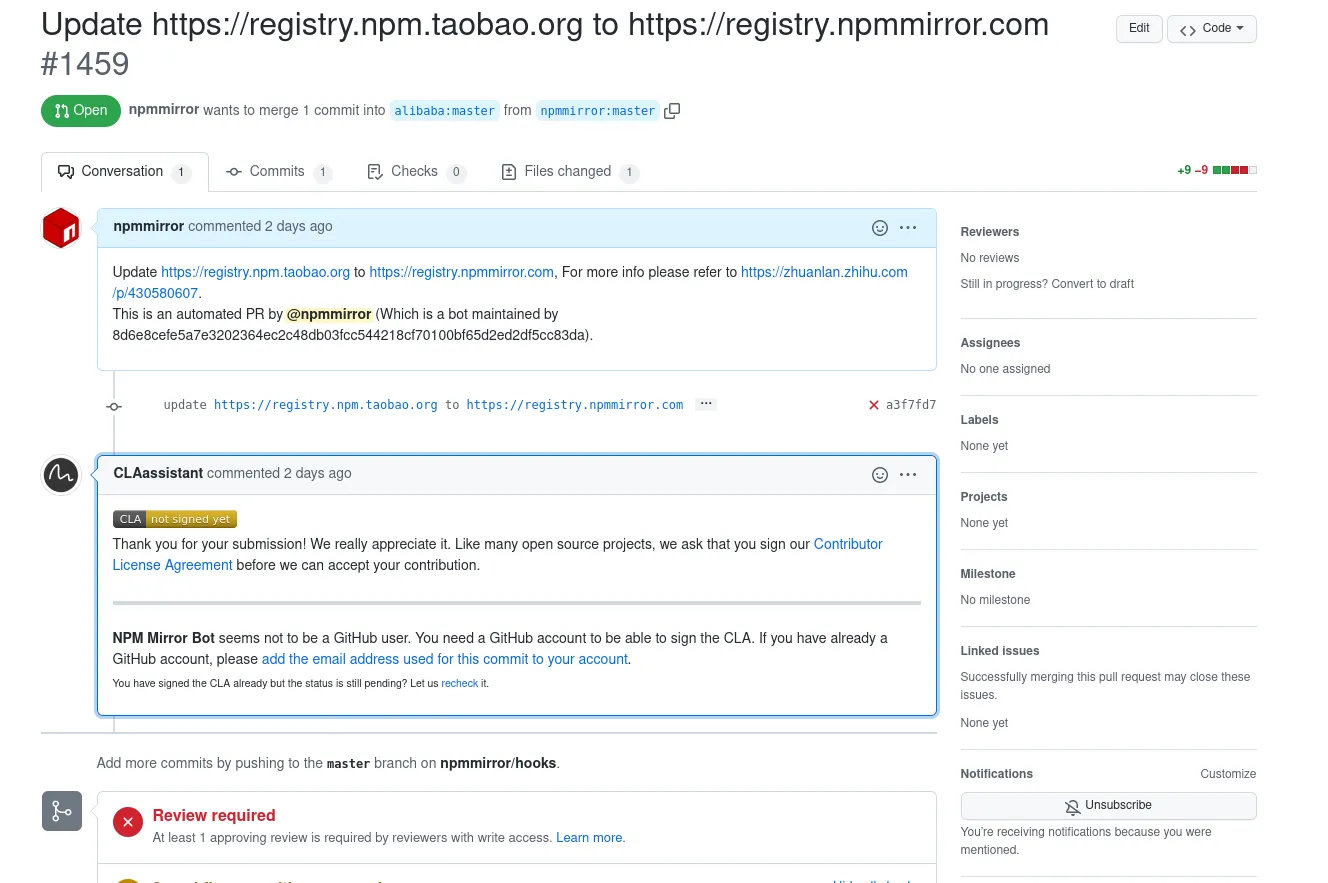 Update https://registry.npm.taobao.org to https://registry.npmmirror.com
#1459
Edit
Code
Open
npmmirror wants to merge 1 commit into alibaba:master from npmmirror:master
Conversation 1
Commits 1
Checks 0
Files changed 1
+9 −9
npmmirror commented 2 days ago
Update https://registry.npm.taobao.org to https://registry.npmmirror.com, For more info please refer to https://zhuanlan.zhihu.com
/p/430580607.
This is an automated PR by @npmmirror (Which is a bot maintained by
8d6e8cefe5a7e3202364ec2c48db03fcc544218cf70100bf65d2ed2df5cc83da).
update https://registry.npm.taobao.org to https://registry.npmmirror.com ···
a3f7fd7
CLAassistant commented 2 days ago
CLA not signed yet
Thank you for your submission! We really appreciate it. Like many open source projects, we ask that you sign our Contributor
License Agreement before we can accept your contribution.
NPM Mirror Bot seems not to be a GitHub user. You need a GitHub account to be able to sign the CLA. If you have already a
GitHub account, please add the email address used for this commit to your account.
You have signed the CLA already but the status is still pending? Let us recheck it.
Add more commits by pushing to the master branch on npmmirror/hooks.
Review required
At least 1 approving review is required by reviewers with write access. Learn more.
Reviewers
No reviews
Still in progress? Convert to draft
Assignees
No one assigned
Labels
None yet
Projects
None yet
Milestone
No milestone
Linked issues
Successfully merging this pull request may close these
issues.
None yet
Notifications
Customize
Unsubscribe
You're receiving notifications because you were
mentioned.